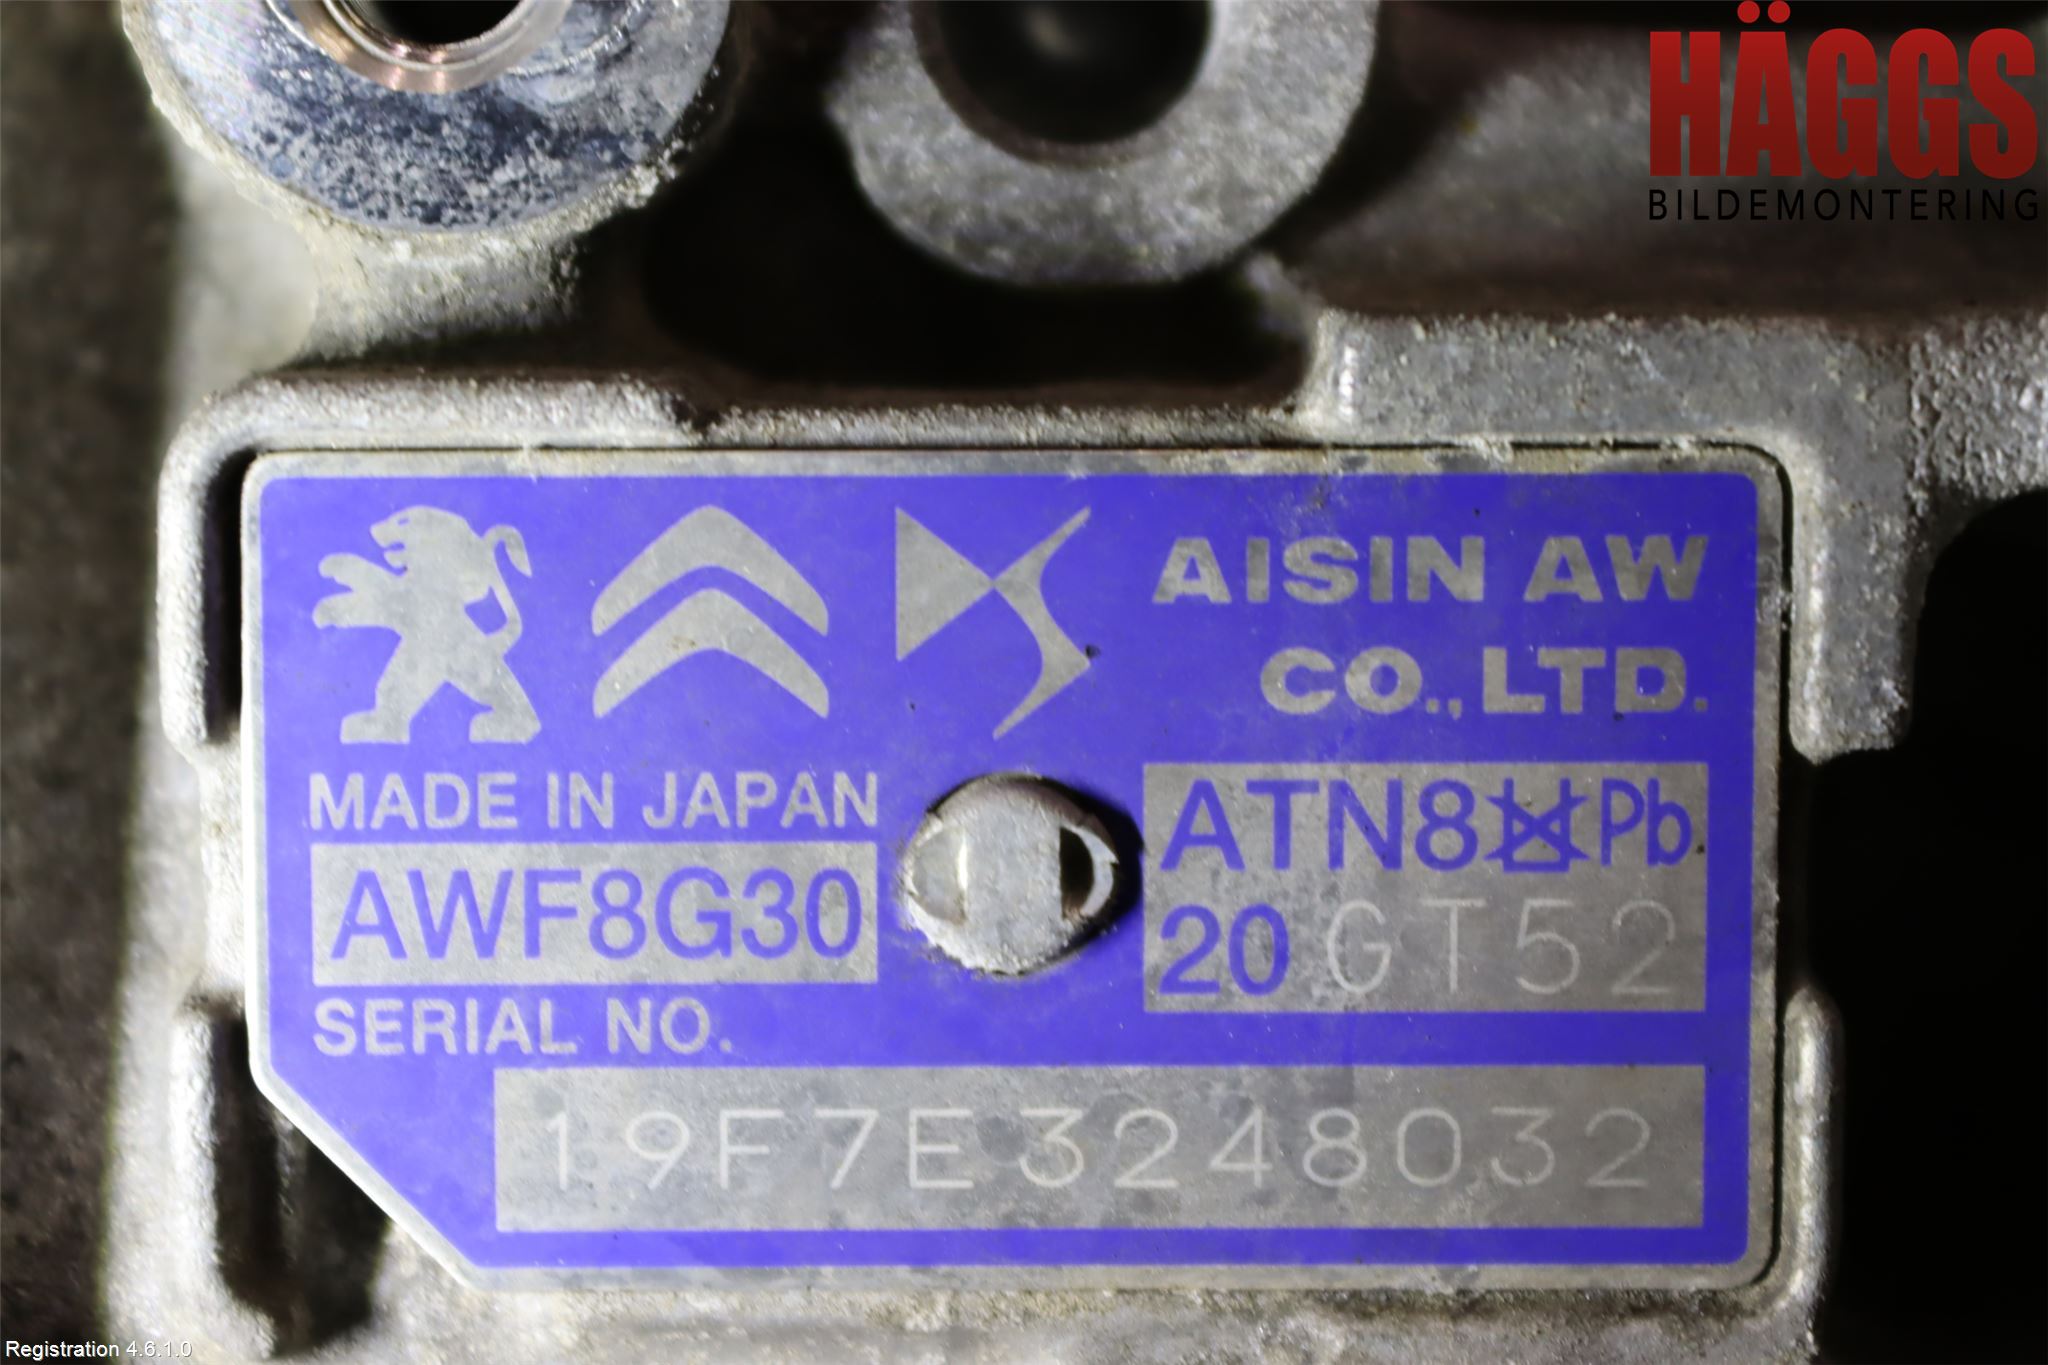 HÄGGS
BILDEMONTERING
AISIN AW
CO.,LTD.
MADE IN JAPAN
AWF8G30
ATN8 Pb
20 GT52
SERIAL NO.
19F7E3248032
Registration 4.6.1.0